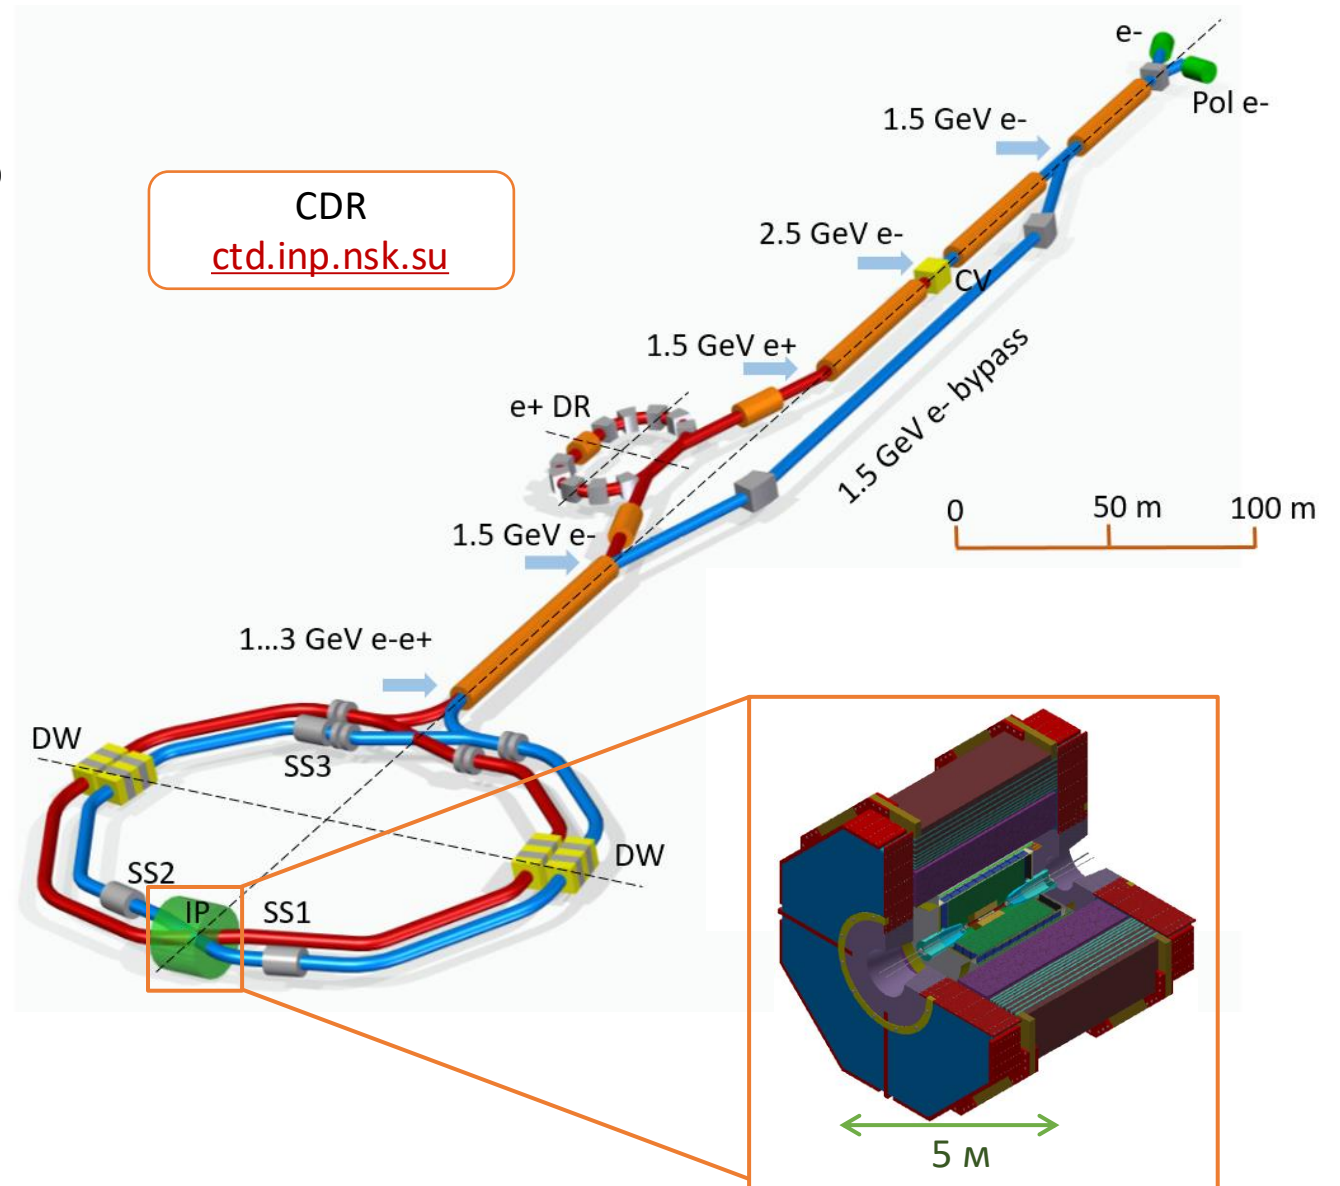 e-
Pol e-
1.5 GeV e-
CDR
ctd.inp.nsk.su
2.5 GeV e-
CV
1.5 GeV e+
e+ DR
1.5 GeV e- bypass
0 50 m 100 m
1.5 GeV e-
1...3 GeV e-e+
DW
SS3
DW
SS2
IP
SS1
5 м